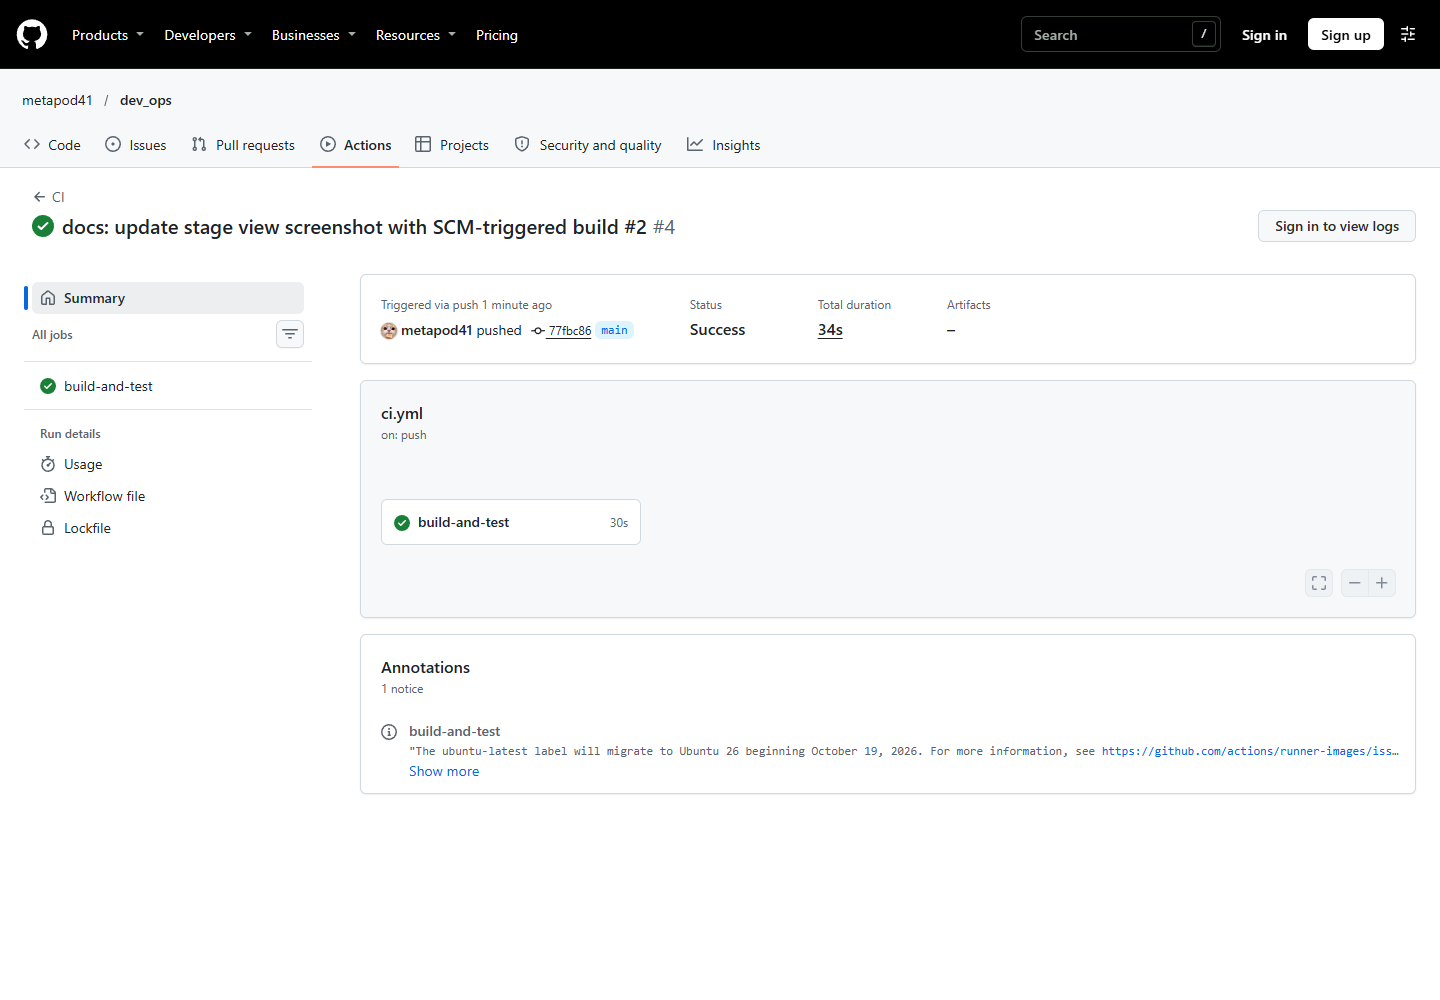 Products Developers Businesses Resources Pricing Search / Sign in Sign up
metapod41 / dev_ops
Code Issues Pull requests Actions Projects Security and quality Insights
CI
docs: update stage view screenshot with SCM-triggered build #2 #4
Sign in to view logs
Summary
All jobs
build-and-test
Run details
Usage
Workflow file
Lockfile
Triggered via push 1 minute ago
metapod41 pushed 77fbc86 main
Status
Success
Total duration
34s
Artifacts
–
ci.yml
on: push
build-and-test 30s
Annotations
1 notice
build-and-test
"The ubuntu-latest label will migrate to Ubuntu 26 beginning October 19, 2026. For more information, see https://github.com/actions/runner-images/iss…
Show more